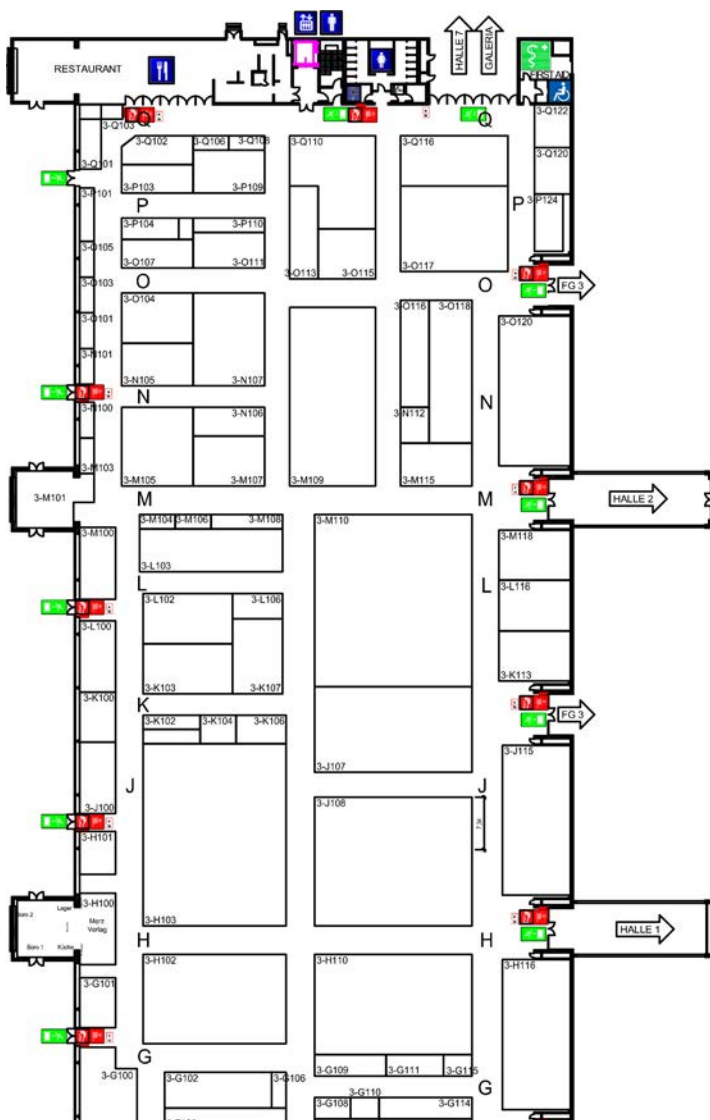 HALLE 7
GALERIA
RESTAURANT
FIRST AID
3-Q103
Q
Q
3-Q122
3-Q102
3-Q106
3-Q108
3-Q110
3-Q116
3-Q101
3-Q120
3-P103
3-P109
3-P101
P
P
3-P124
3-P104
3-P110
3-O105
3-O107
3-O111
3-O113
3-O115
3-O117
O
O
3-O103
FG 3
3-O104
3-O116
3-O118
3-O101
3-O120
3-N101
3-N105
3-N107
N
N
3-N100
3-N106
3-N112
3-M103
3-M105
3-M107
3-M109
3-M115
3-M101
M
M
HALLE 2
3-M104
3-M106
3-M108
3-M110
3-M100
3-M118
3-L103
L
L
3-L116
3-L102
3-L106
3-L100
3-K103
3-K107
3-K113
3-K100
K
FG 3
3-K102
3-K104
3-K106
3-J115
3-J107
J
J
3-J100
3-J108
3-H101
3-H100
Lager
Büro 2
Merz
Verlag
3-H103
HALLE 1
Büro 1
Küche
H
H
3-H102
3-H110
3-H116
3-G101
G
3-G109
3-G111
3-G115
3-G100
3-G102
3-G106
G
3-G110
3-G108
3-G114